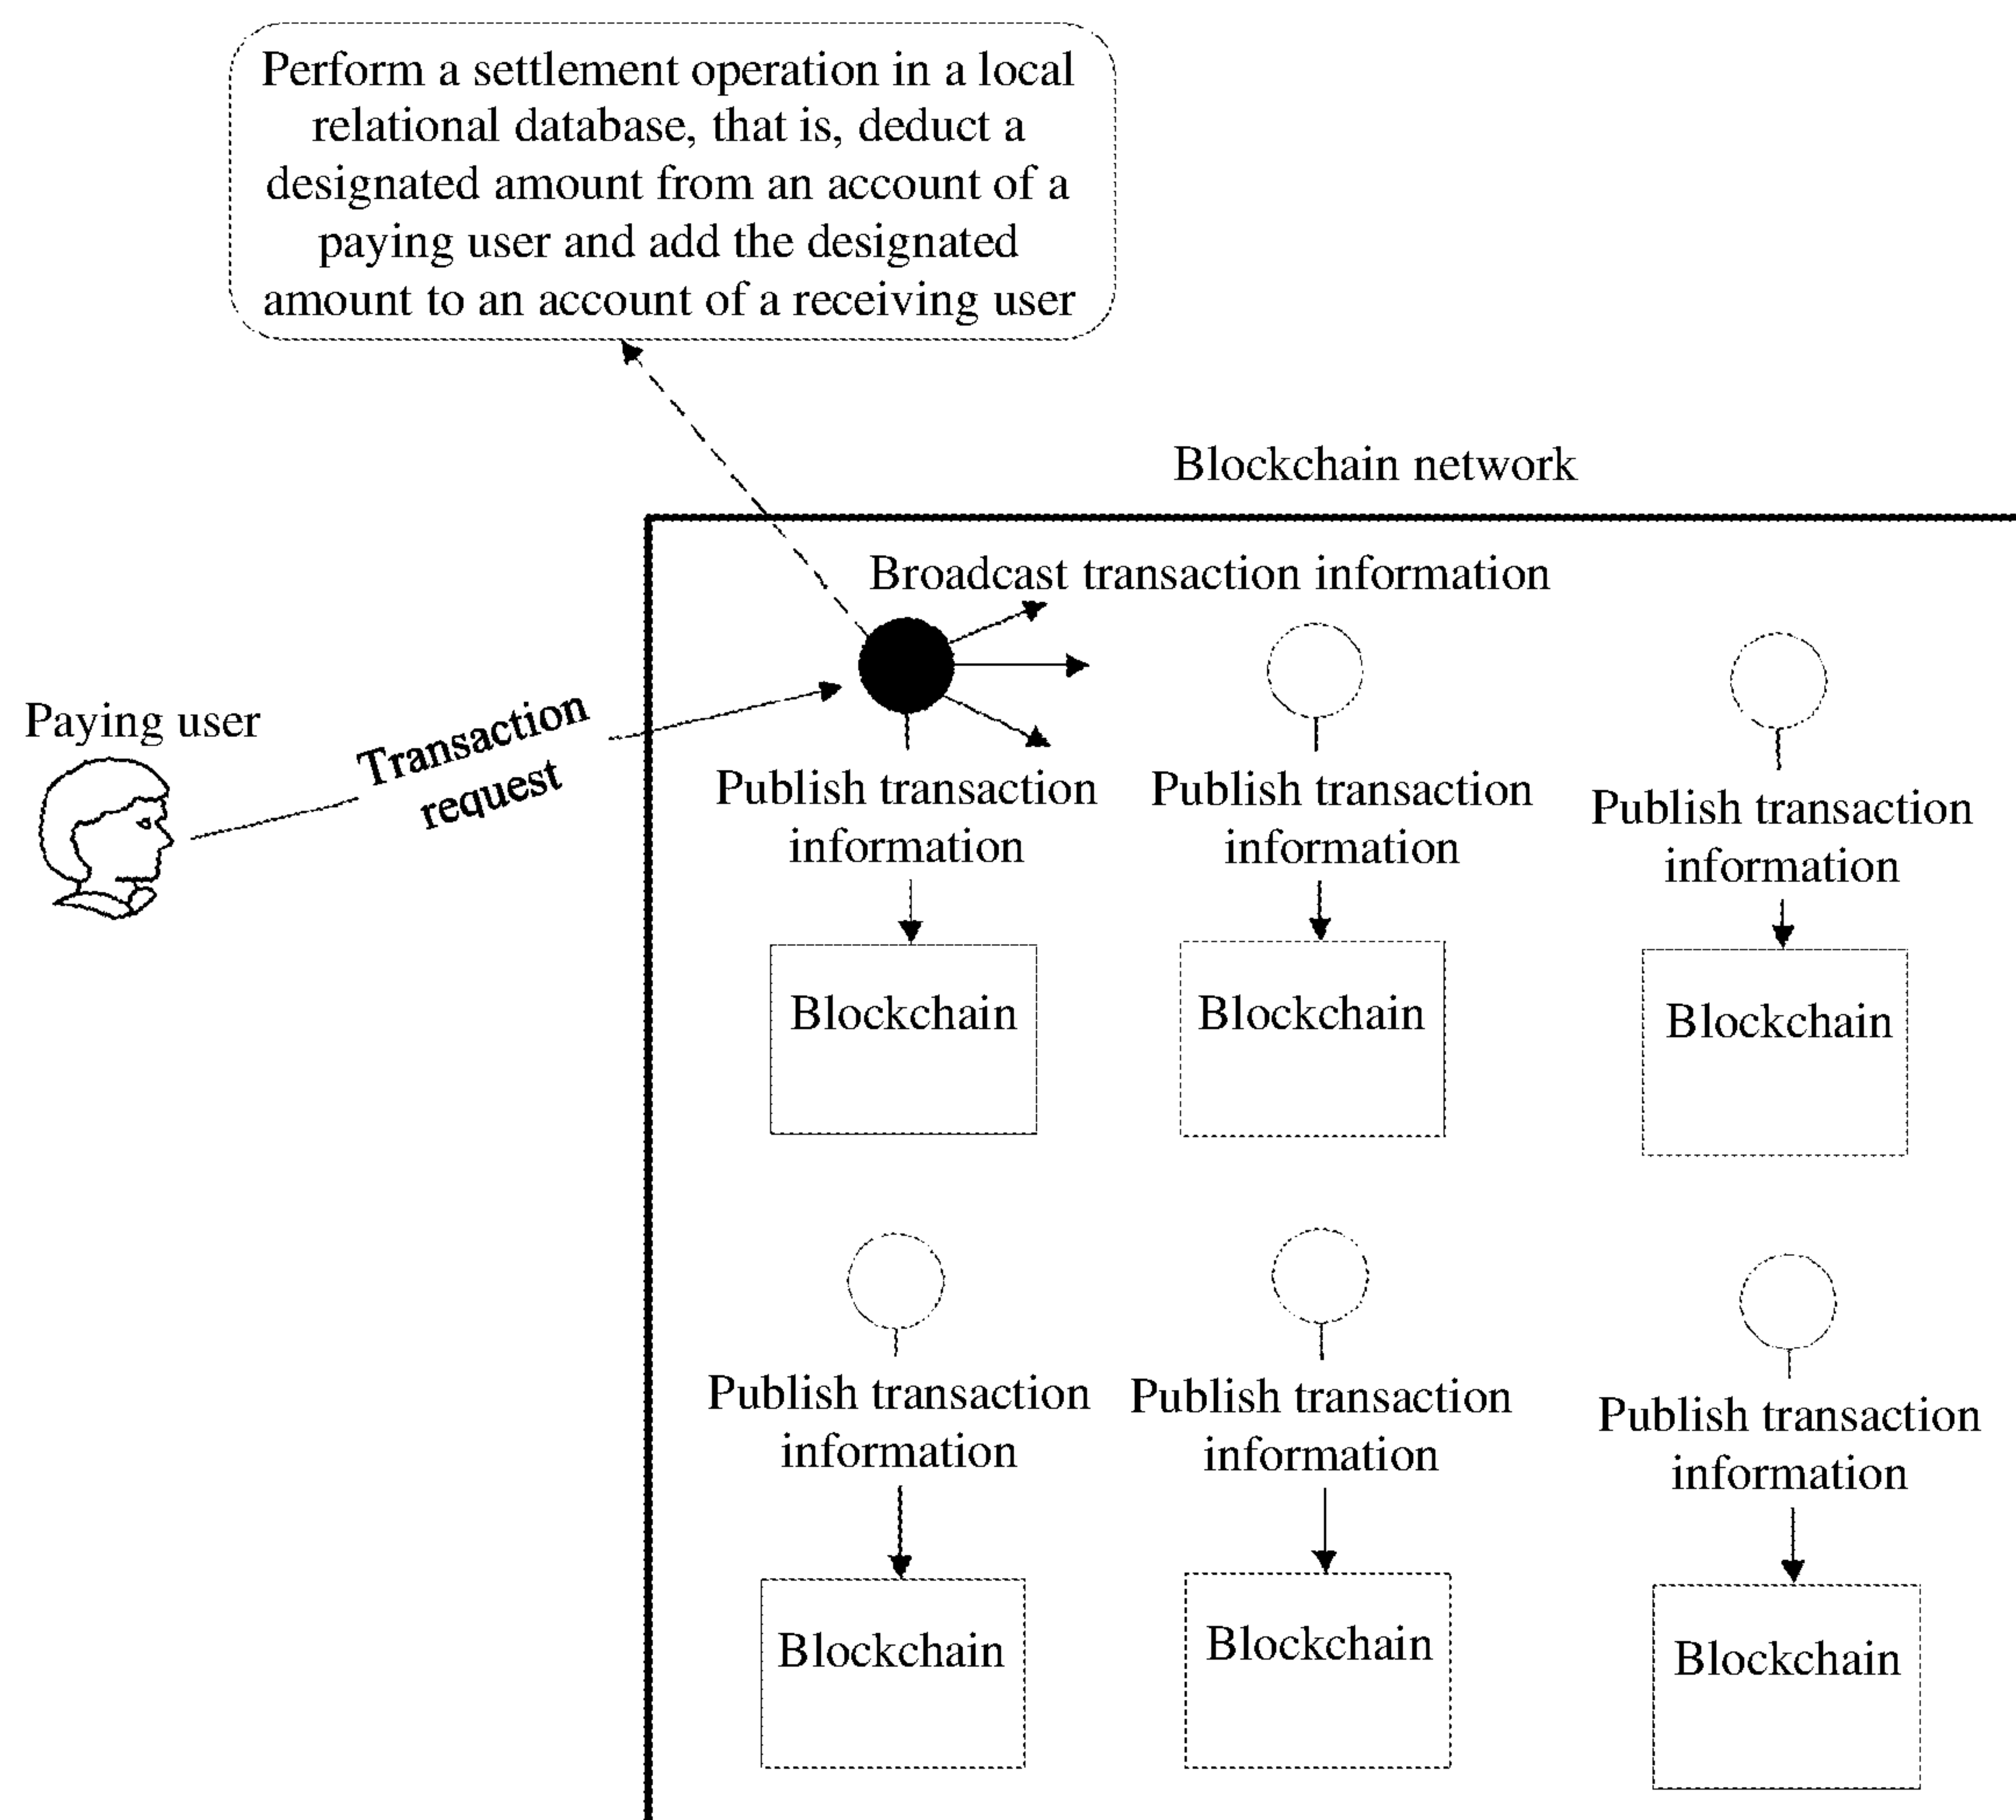 Perform a settlement operation in a local
relational database, that is, deduct a
designated amount from an account of a
paying user and add the designated
amount to an account of a receiving user
Blockchain network
Broadcast transaction information
Paying user
Transaction
request
Publish transaction
information
Publish transaction
information
Publish transaction
information
Blockchain
Blockchain
Blockchain
Publish transaction
information
Publish transaction
information
Publish transaction
information
Blockchain
Blockchain
Blockchain